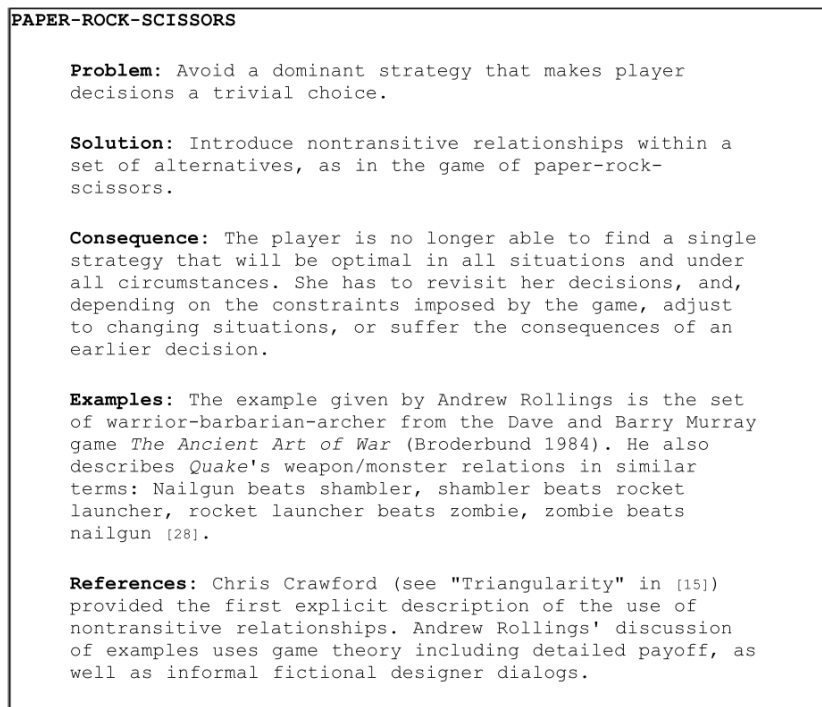 PAPER-ROCK-SCISSORS
Problem: Avoid a dominant strategy that makes player
decisions a trivial choice.
Solution: Introduce nontransitive relationships within a
set of alternatives, as in the game of paper-rock-
scissors.
Consequence: The player is no longer able to find a single
strategy that will be optimal in all situations and under
all circumstances. She has to revisit her decisions, and,
depending on the constraints imposed by the game, adjust
to changing situations, or suffer the consequences of an
earlier decision.
Examples: The example given by Andrew Rollings is the set
of warrior-barbarian-archer from the Dave and Barry Murray
game The Ancient Art of War (Broderbund 1984). He also
describes Quake's weapon/monster relations in similar
terms: Nailgun beats shambler, shambler beats rocket
launcher, rocket launcher beats zombie, zombie beats
nailgun [28].
References: Chris Crawford (see "Triangularity" in [15])
provided the first explicit description of the use of
nontransitive relationships. Andrew Rollings' discussion
of examples uses game theory including detailed payoff, as
well as informal fictional designer dialogs.